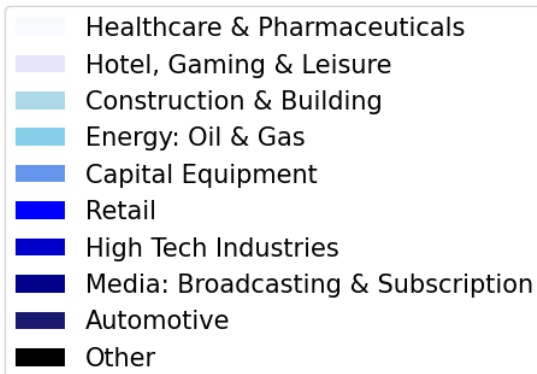 Healthcare & Pharmaceuticals
Hotel, Gaming & Leisure
Construction & Building
Energy: Oil & Gas
Capital Equipment
Retail
High Tech Industries
Media: Broadcasting & Subscription
Automotive
Other